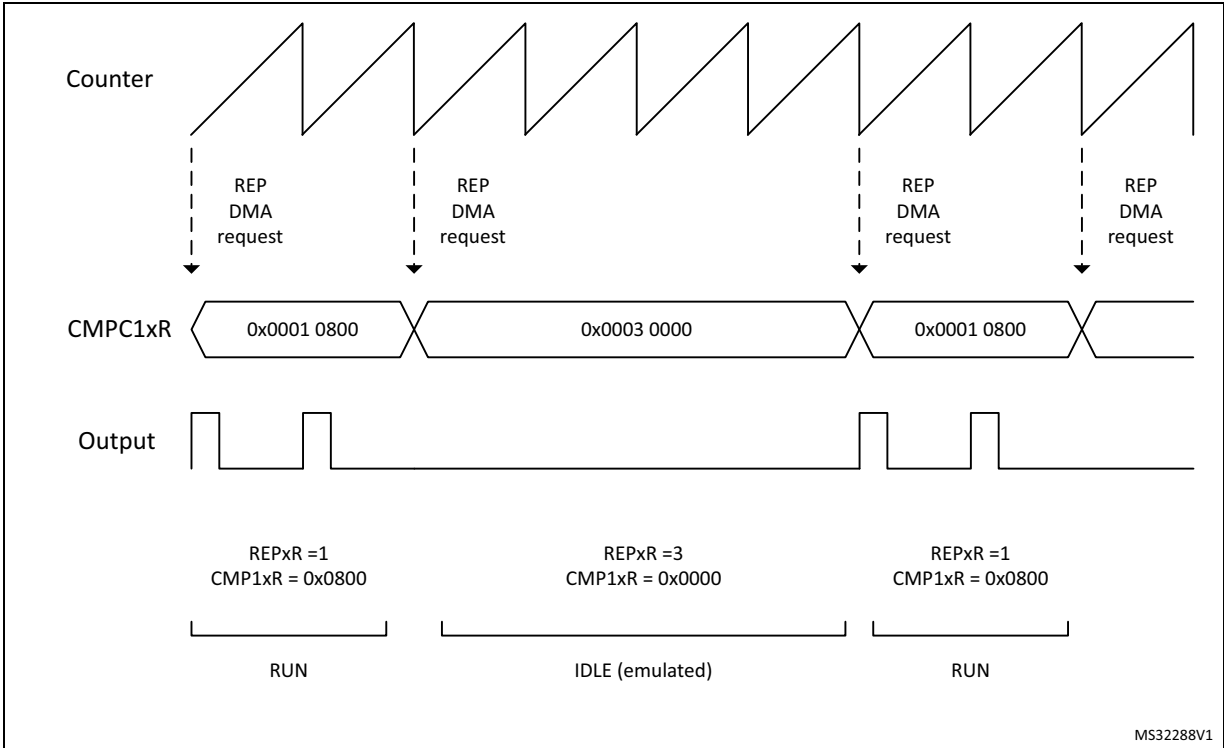 Counter
REP
DMA
request
REP
DMA
request
REP
DMA
request
REP
DMA
request
CMPC1xR
0x0001 0800
0x0003 0000
0x0001 0800
Output
REPxR =1
CMP1xR = 0x0800
REPxR =3
CMP1xR = 0x0000
REPxR =1
CMP1xR = 0x0800
RUN
IDLE (emulated)
RUN
MS32288V1